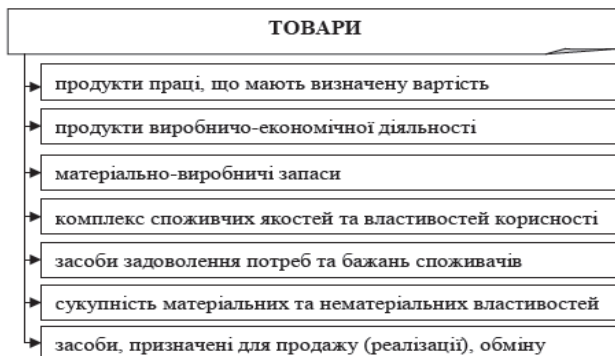 ТОВАРИ
продукти праці, що мають визначену вартість
продукти виробничо-економічної діяльності
матеріально-виробничі запаси
комплекс споживчих якостей та властивостей корисності
засоби задоволення потреб та бажань споживачів
сукупність матеріальних та нематеріальних властивостей
засоби, призначені для продажу (реалізації), обміну